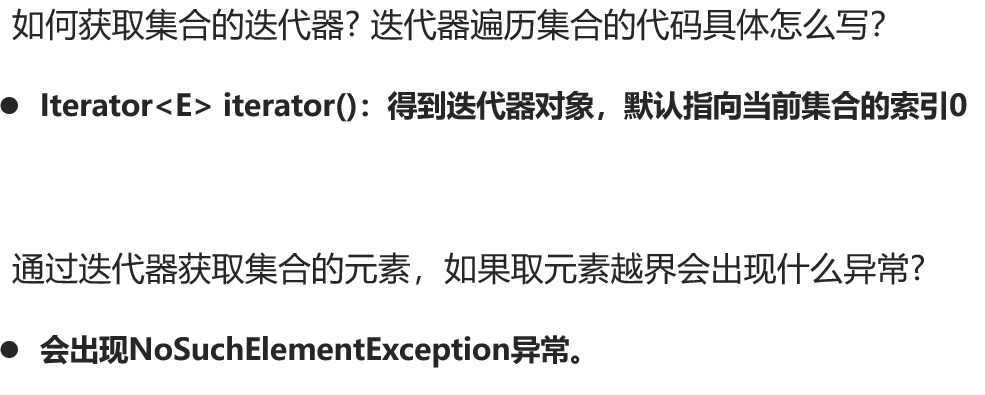 如何获取集合的迭代器? 迭代器遍历集合的代码具体怎么写?
● Iterator<E> iterator()：得到迭代器对象，默认指向当前集合的索引0
通过迭代器获取集合的元素，如果取元素越界会出现什么异常?
● 会出现NoSuchElementException异常。